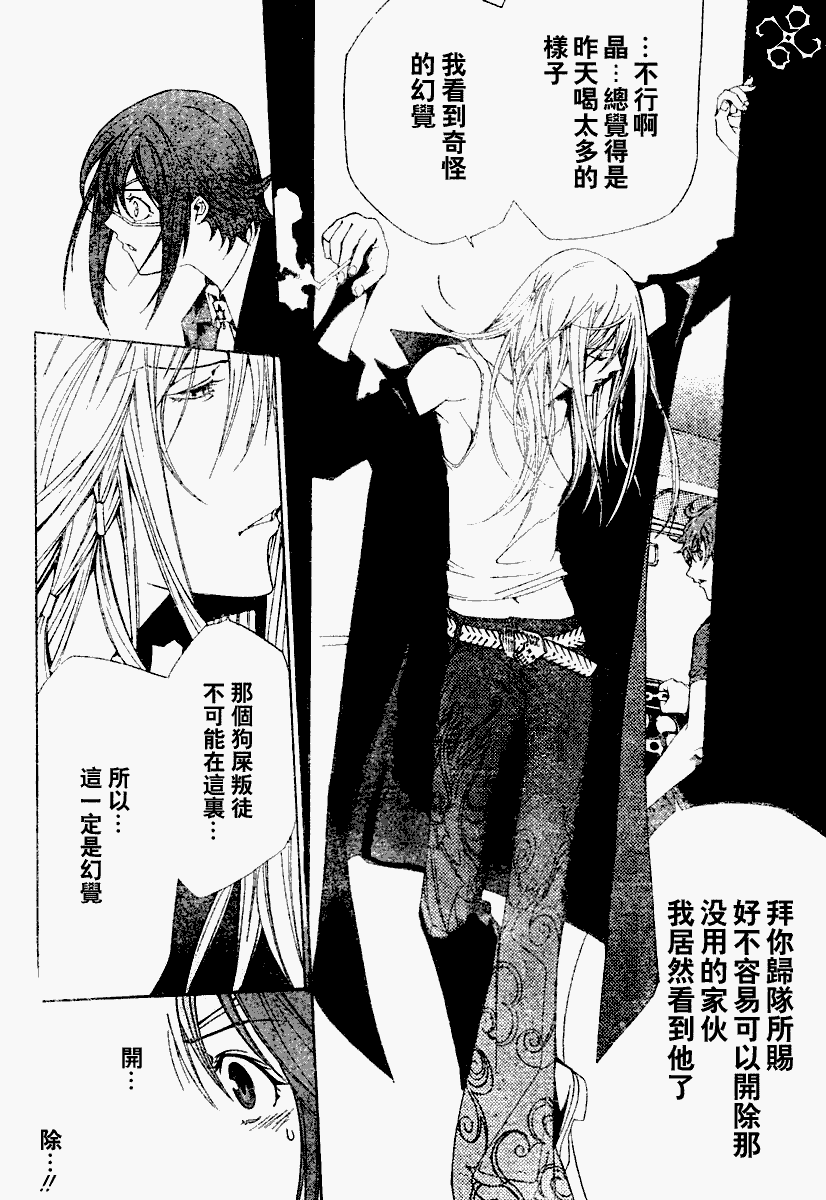 …不行啊
晶…總覺得是
昨天喝太多的
樣子
我看到奇怪
的幻覺
拜你歸隊所賜
好不容易可以開除那
没用的家伙
我居然看到他了
那個狗屎叛徒
不可能在這裏…
所以…
這一定是幻覺
開…
除…!!